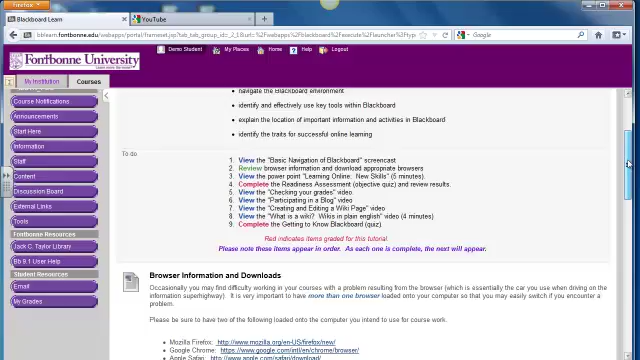 Firefox
Blackboard Learn
YouTube
bblearn.fontbonne.edu/webapps/portal/frameset.jsp?tab_tab_group_id=_2_1&url=%2Fwebapps%2Fblackboard%2Fexecute%2Flauncher%3Ftyp
Google
Fontbonne University
Demo Student
My Places
Home
Help
Logout
My Institution
Courses
Course Notifications
Announcements
Start Here
Information
Staff
Content
Discussion Board
External Links
Tools
Fontbonne Resources
Jack C. Taylor Library
Bb 9.1 User Help
Student Resources
Email
My Grades
navigate the Blackboard environment
identify and effectively use key tools within Blackboard
explain the location of important information and activities in Blackboard
identify the traits for successful online learning
To do
1. View the "Basic Navigation of Blackboard" screencast
2. Review browser information and download appropriate browsers
3. View the power point "Learning Online: New Skills" (5 minutes).
4. Complete the Readiness Assessment (objective quiz) and review results.
5. View the "Checking your grades" video
6. View the "Participating in a Blog" video
7. View the "Creating and Editing a Wiki Page" video
8. View the "What is a wiki? Wikis in plain english" video (4 minutes)
9. Complete the Getting to Know Blackboard (quiz).
Red indicates items graded for this tutorial.
Please note these items appear in order. As each one is complete, the next will appear.
Browser Information and Downloads
Occasionally you may find difficulty working in your courses with a problem resulting from the browser (which is essentially the car you use when driving on the
information superhighway). It is very important to have more than one browser loaded onto your computer so that you may easily switch if you encounter a
problem.
Please be sure to have two of the following loaded onto the computer you intend to use for course work.
Mozilla Firefox: http://www.mozilla.org/en-US/firefox/new/
Google Chrome: https://www.google.com/intl/en/chrome/browser/
Apple Safari: http://www.apple.com/safari/download/